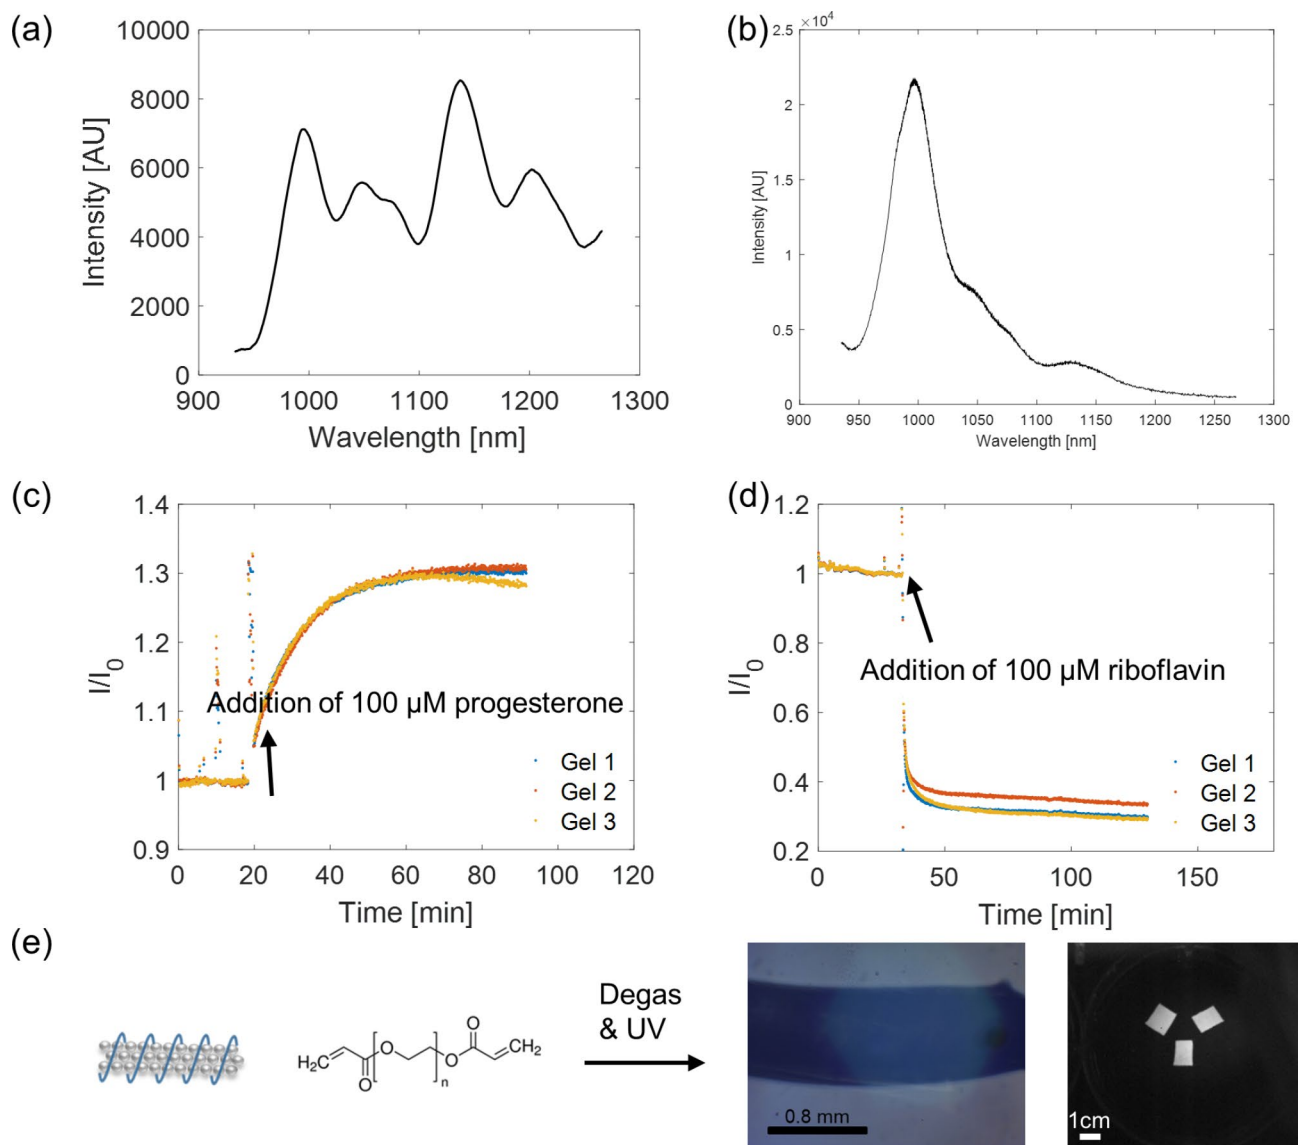 (a)
10000
8000
6000
4000
2000
0
Intensity [AU]
900 1000 1100 1200 1300
Wavelength [nm]
(b)
×10⁴
2.5
2
1.5
1
0.5
0
Intensity [AU]
900 950 1000 1050 1100 1150 1200 1250 1300
Wavelength [nm]
(c)
1.4
1.3
1.2
1.1
1
0.9
I/I₀
Addition of 100 µM progesterone
Gel 1
Gel 2
Gel 3
0 20 40 60 80 100 120
Time [min]
(d)
1.2
1
0.8
0.6
0.4
0.2
I/I₀
Addition of 100 µM riboflavin
Gel 1
Gel 2
Gel 3
0 50 100 150
Time [min]
(e)
H₂C O O n O O CH₂
Degas
& UV
0.8 mm
1cm